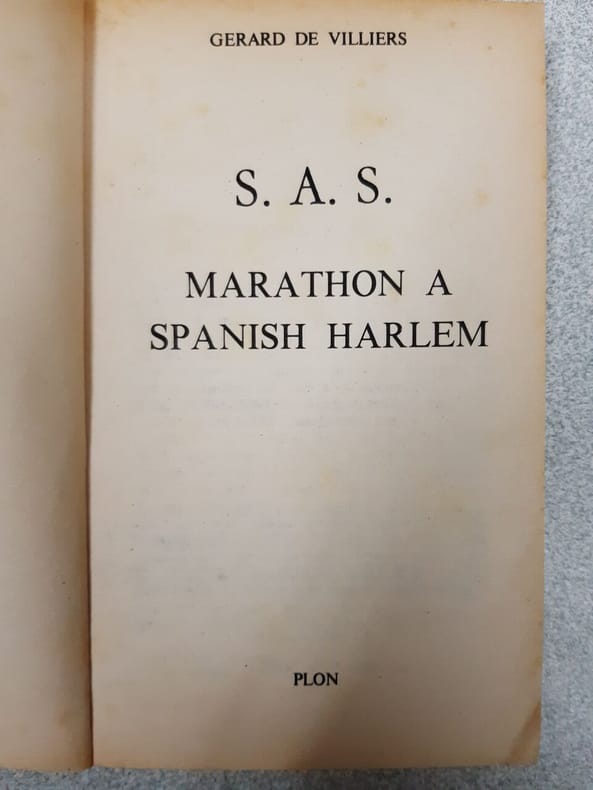 GERARD DE VILLIERS
S. A. S.
MARATHON A
SPANISH HARLEM
PLON